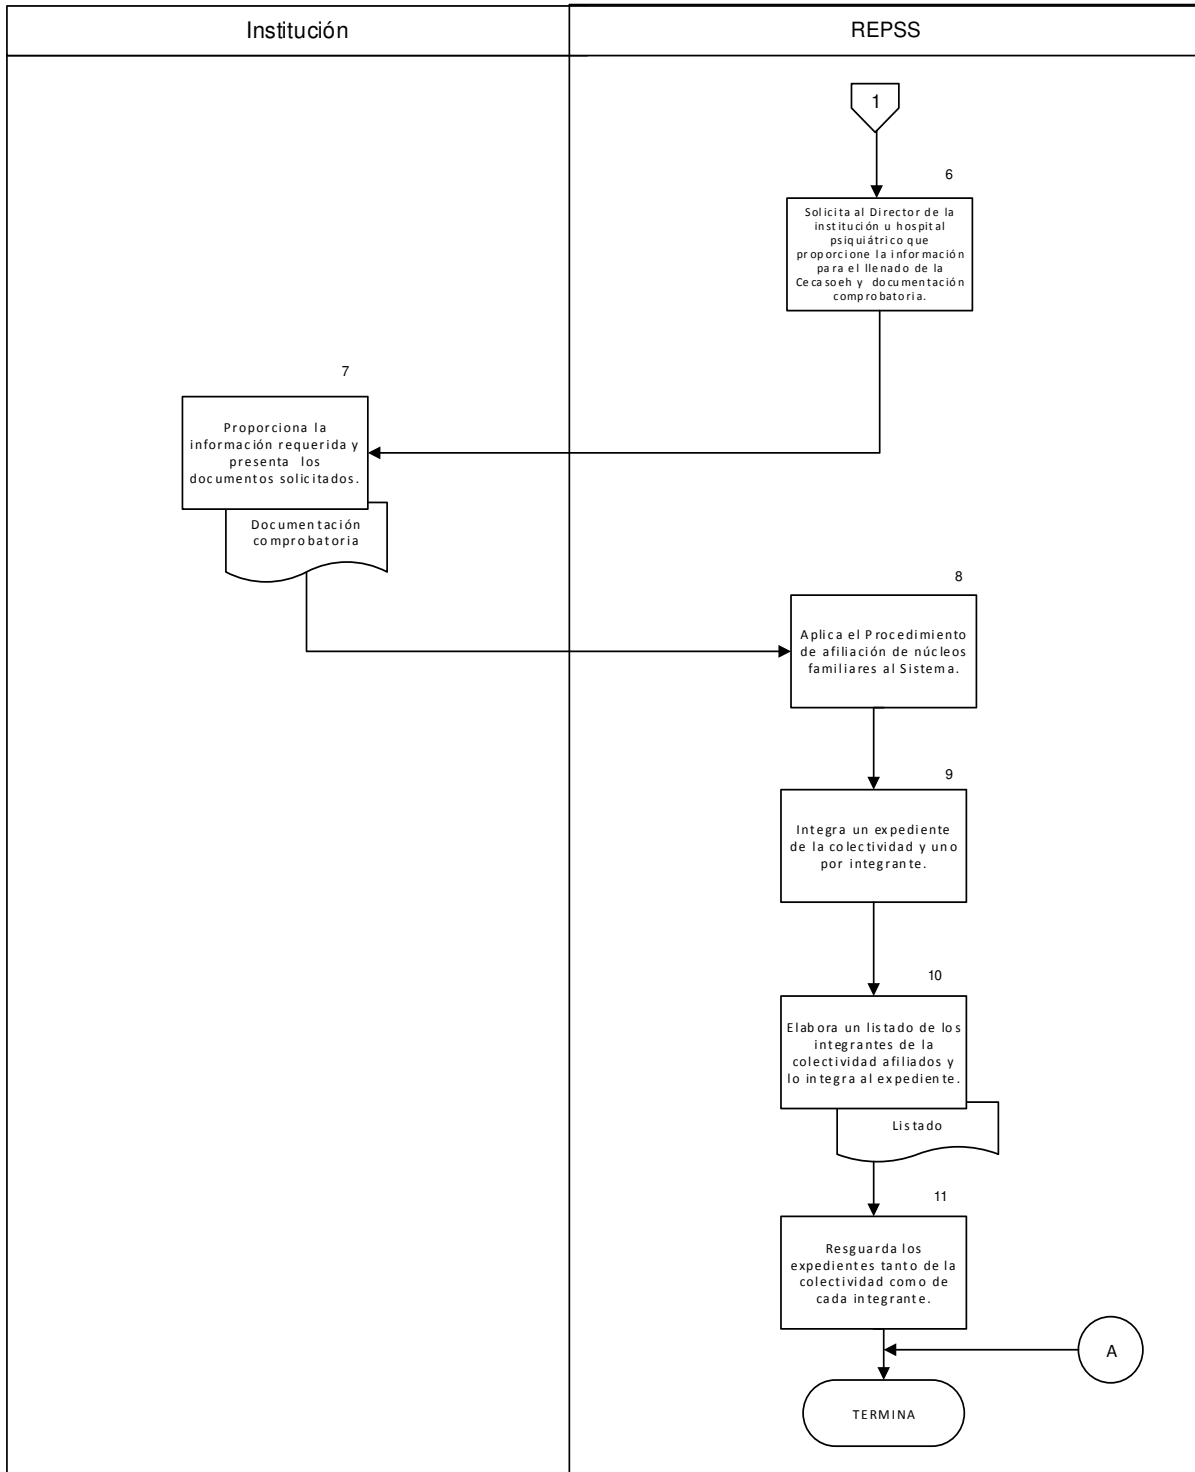 Institución
REPSS
1
6
Solicita al Director de la
institución u hospital
psiquiátrico que
proporcione la información
para el llenado de la
Cecasoeh y documentación
comprobatoria.
7
Proporciona la
información requerida y
presenta los
documentos solicitados.
Documentación
comprobatoria
8
Aplica el Procedimiento
de afiliación de núcleos
familiares al Sistema.
9
Integra un expediente
de la colectividad y uno
por integrante.
10
Elabora un listado de los
integrantes de la
colectividad afiliados y
lo integra al expediente.
Listado
11
Resguarda los
expedientes tanto de la
colectividad como de
cada integrante.
A
TERMINA